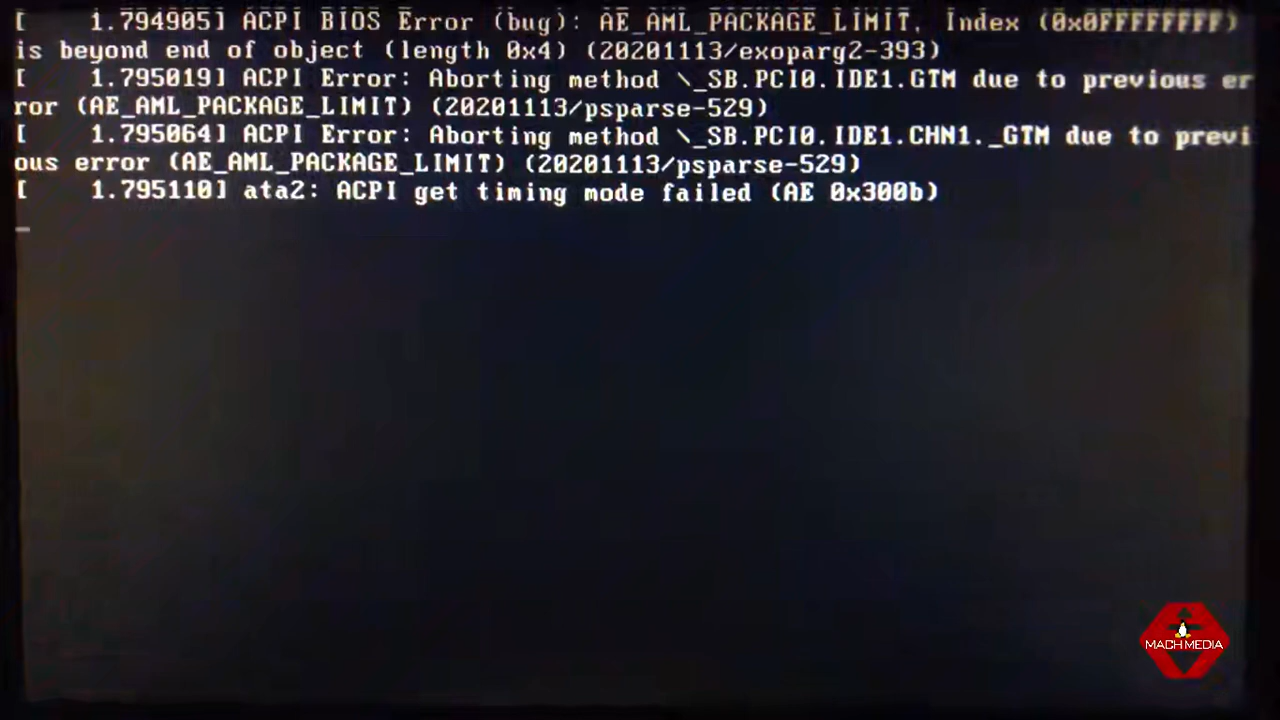 [    1.794905] ACPI BIOS Error (bug): AE_AML_PACKAGE_LIMIT, Index (0x0FFFFFFFF)
is beyond end of object (length 0x4) (20201113/exoparg2-393)
[    1.795019] ACPI Error: Aborting method \_SB.PCI0.IDE1.GTM due to previous er
ror (AE_AML_PACKAGE_LIMIT) (20201113/psparse-529)
[    1.795064] ACPI Error: Aborting method \_SB.PCI0.IDE1.CHN1._GTM due to previ
ous error (AE_AML_PACKAGE_LIMIT) (20201113/psparse-529)
[    1.795110] ata2: ACPI get timing mode failed (AE 0x300b)
_
MACH MEDIA